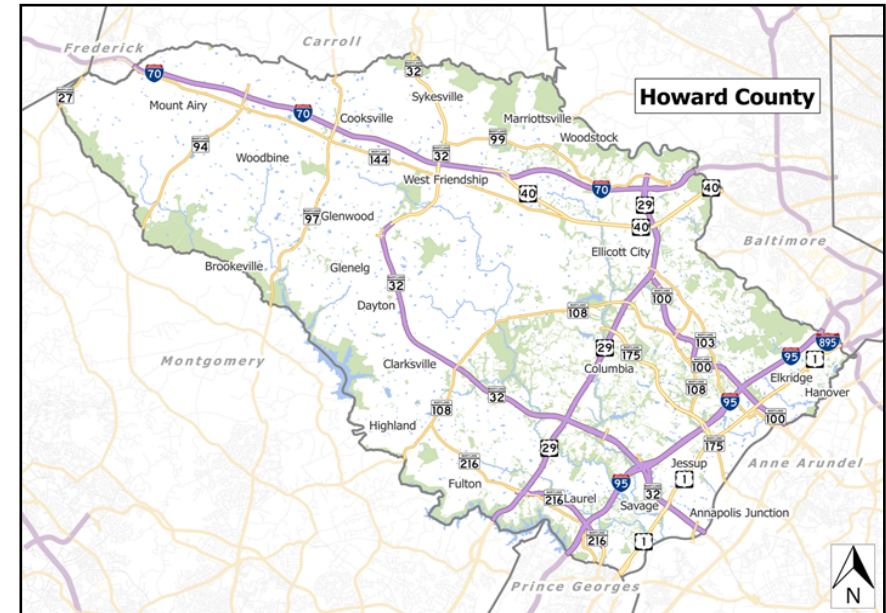 Frederick
Carroll
Howard County
70
32
27
Mount Airy
Sykesville
70
Cooksville
Marriottsville
94
99
Woodstock
Woodbine
144
32
West Friendship
40
70
40
29
97
Glenwood
40
Baltimore
Ellicott City
Brookeville
Glenelg
32
100
Dayton
108
103
895
29
175
95
1
Montgomery
Clarksville
100
Columbia
Elkridge
32
108
Hanover
95
108
100
Highland
29
175
216
Jessup
Anne Arundel
Fulton
95
1
216
Laurel
32
Savage
Annapolis Junction
216
1
Prince Georges
N